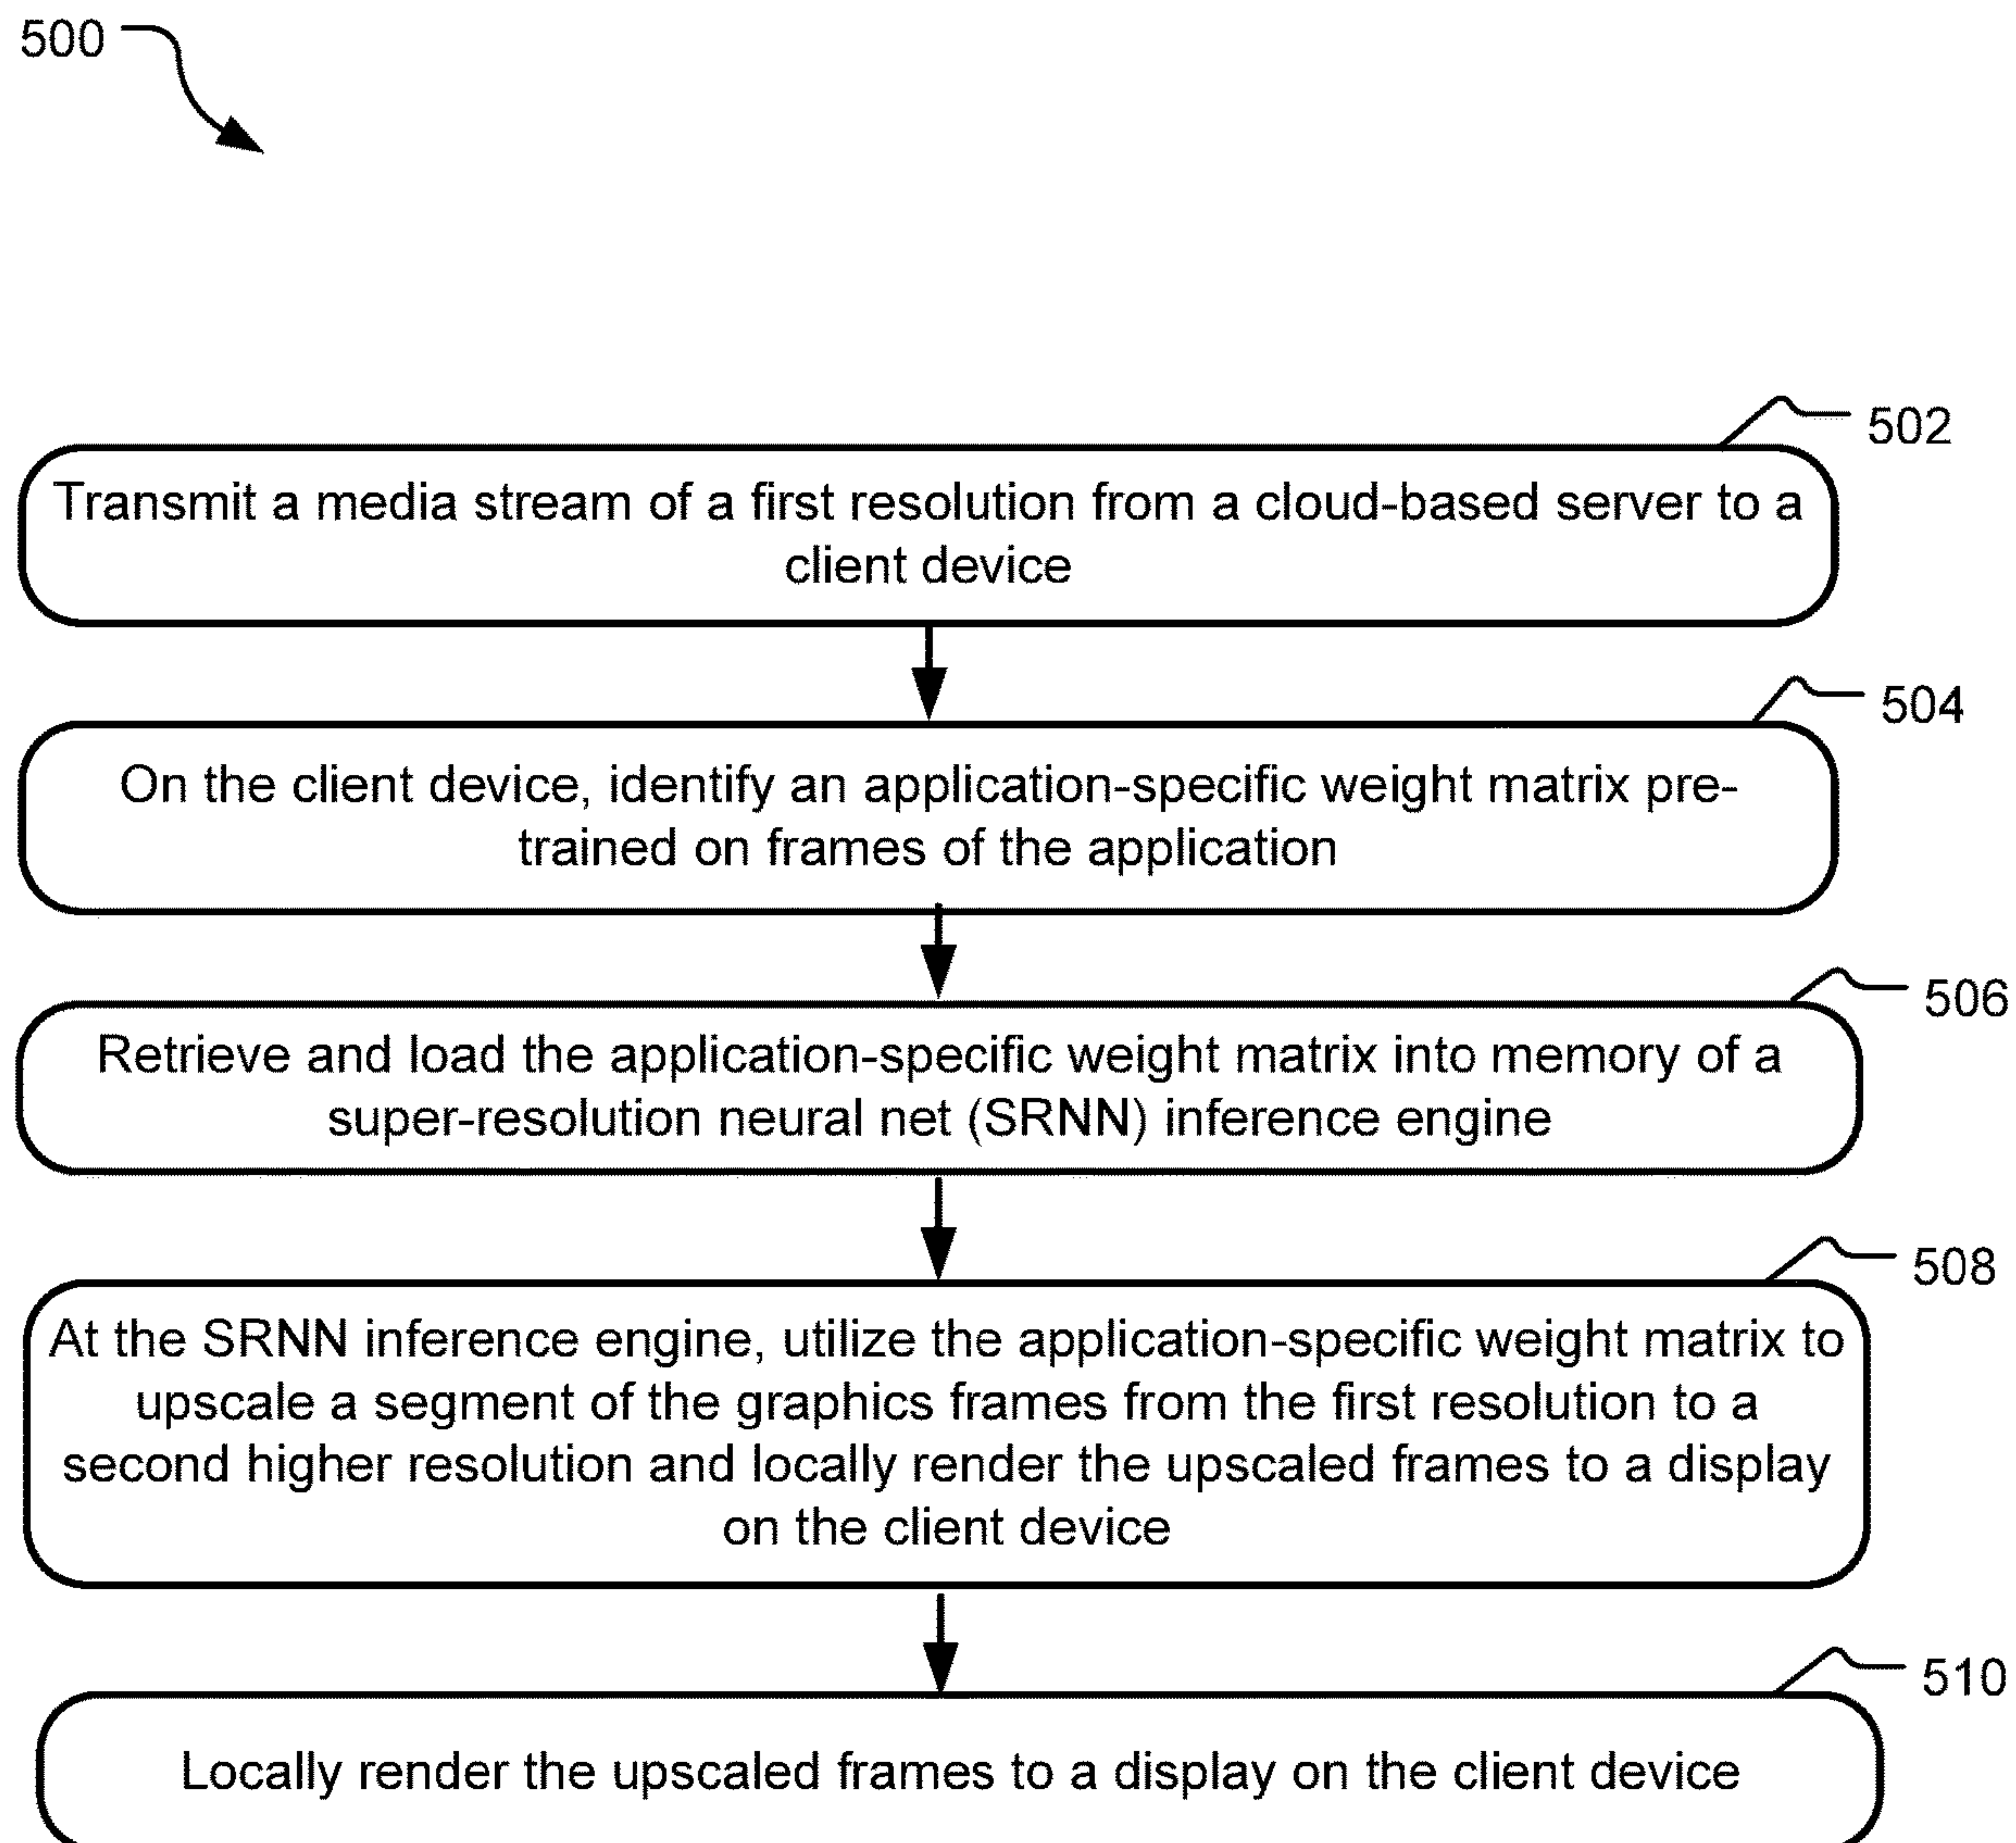 500
502
Transmit a media stream of a first resolution from a cloud-based server to a
client device
504
On the client device, identify an application-specific weight matrix pre-
trained on frames of the application
506
Retrieve and load the application-specific weight matrix into memory of a
super-resolution neural net (SRNN) inference engine
508
At the SRNN inference engine, utilize the application-specific weight matrix to
upscale a segment of the graphics frames from the first resolution to a
second higher resolution and locally render the upscaled frames to a display
on the client device
510
Locally render the upscaled frames to a display on the client device